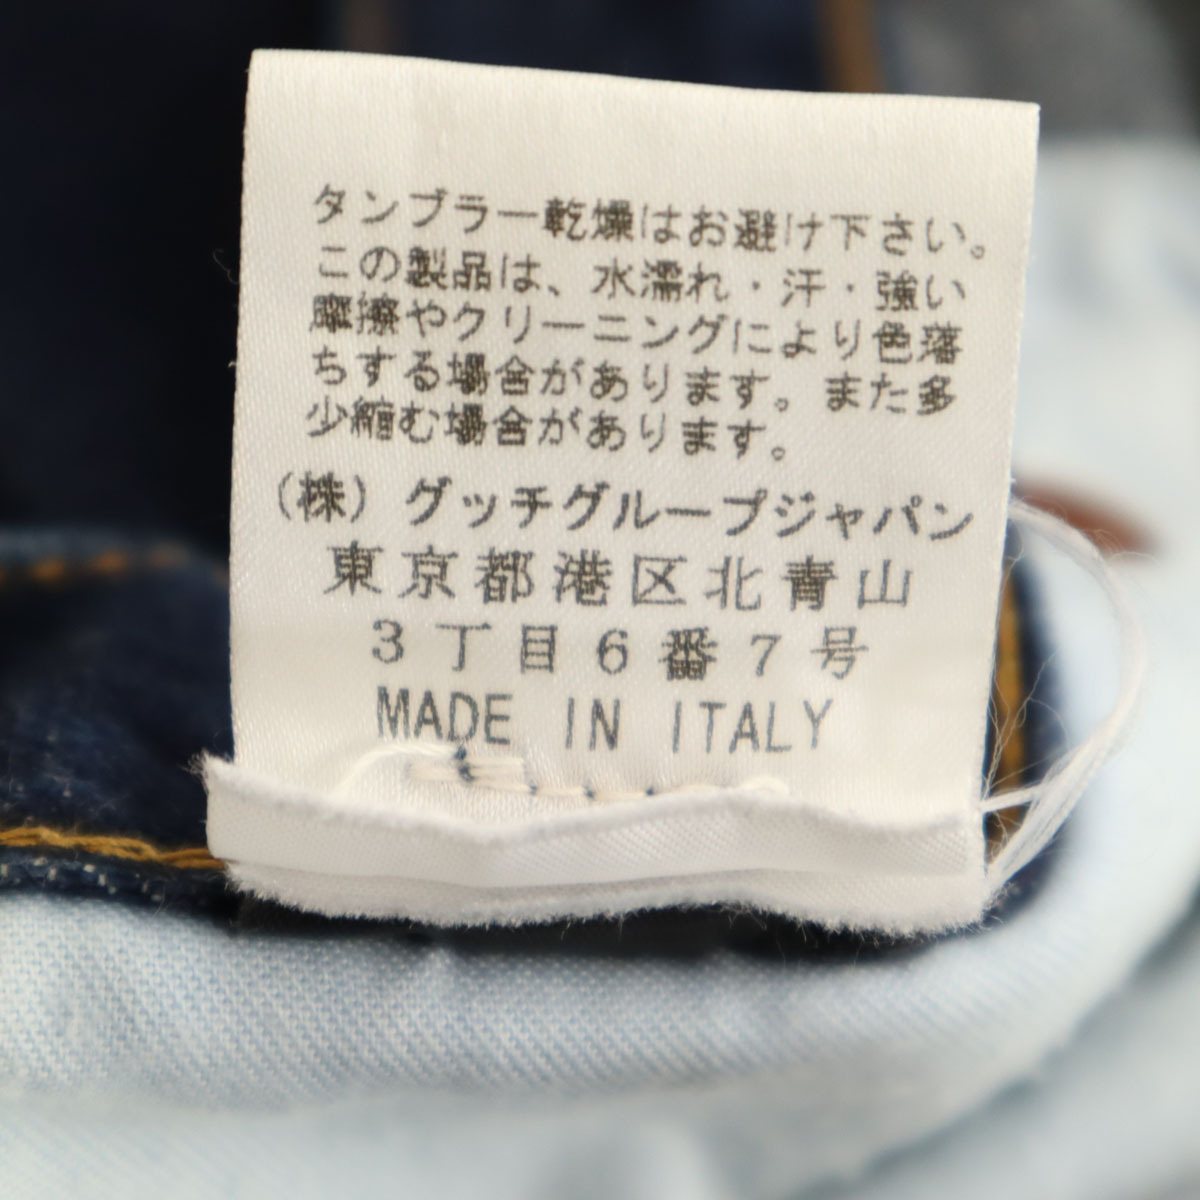 タンブラー乾燥はお避け下さい。
この製品は、水濡れ・汗・強い
摩擦やクリーニングにより色落
ちする場合があります。また多
少縮む場合があります。
（株）グッチグループジャパン
東京都港区北青山
3丁目6番7号
MADE IN ITALY